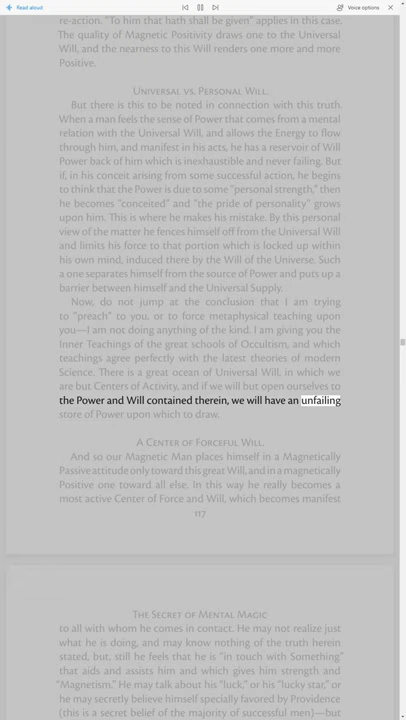 Read aloud
Voice options
re-action. "To him that hath shall be given" applies in this case.
The quality of Magnetic Positivity draws one to the Universal
Will, and the nearness to this Will renders one more and more
Positive.
Universal vs. Personal Will.
But there is this to be noted in connection with this truth.
When a man feels the sense of Power that comes from a mental
relation with the Universal Will, and allows the Energy to flow
through him, and manifest in his acts, he has a reservoir of Will
Power back of him which is inexhaustible and never failing. But
if, in his conceit arising from some successful action, he begins
to think that the Power is due to some "personal strength," then
he becomes "conceited" and "the pride of personality" grows
upon him. This is where he makes his mistake. By this personal
view of the matter he fences himself off from the Universal Will
and limits his force to that portion which is locked up within
his own mind, induced there by the Will of the Universe. Such
a one separates himself from the source of Power and puts up a
barrier between himself and the Universal Supply.
Now, do not jump at the conclusion that I am trying
to "preach" to you, or to force metaphysical teaching upon
you—I am not doing anything of the kind. I am giving you the
Inner Teachings of the great schools of Occultism, and which
teachings agree perfectly with the latest theories of modern
Science. There is a great ocean of Universal Will, in which we
are but Centers of Activity, and if we will but open ourselves to
the Power and Will contained therein, we will have an unfailing
store of Power upon which to draw.
A Center of Forceful Will.
And so our Magnetic Man places himself in a Magnetically
Passive attitude only toward this great Will, and in a magnetically
Positive one toward all else. In this way he really becomes a
most active Center of Force and Will, which becomes manifest
117
The Secret of Mental Magic
to all with whom he comes in contact. He may not realize just
what he is doing, and may know nothing of the truth herein
stated, but, still he feels that he is "in touch with Something"
that aids and assists him and which gives him strength and
"Magnetism." He may talk about his "luck," or his "lucky star," or
he may secretly believe himself specially favored by Providence
(this is a secret belief of the majority of successful men)—but